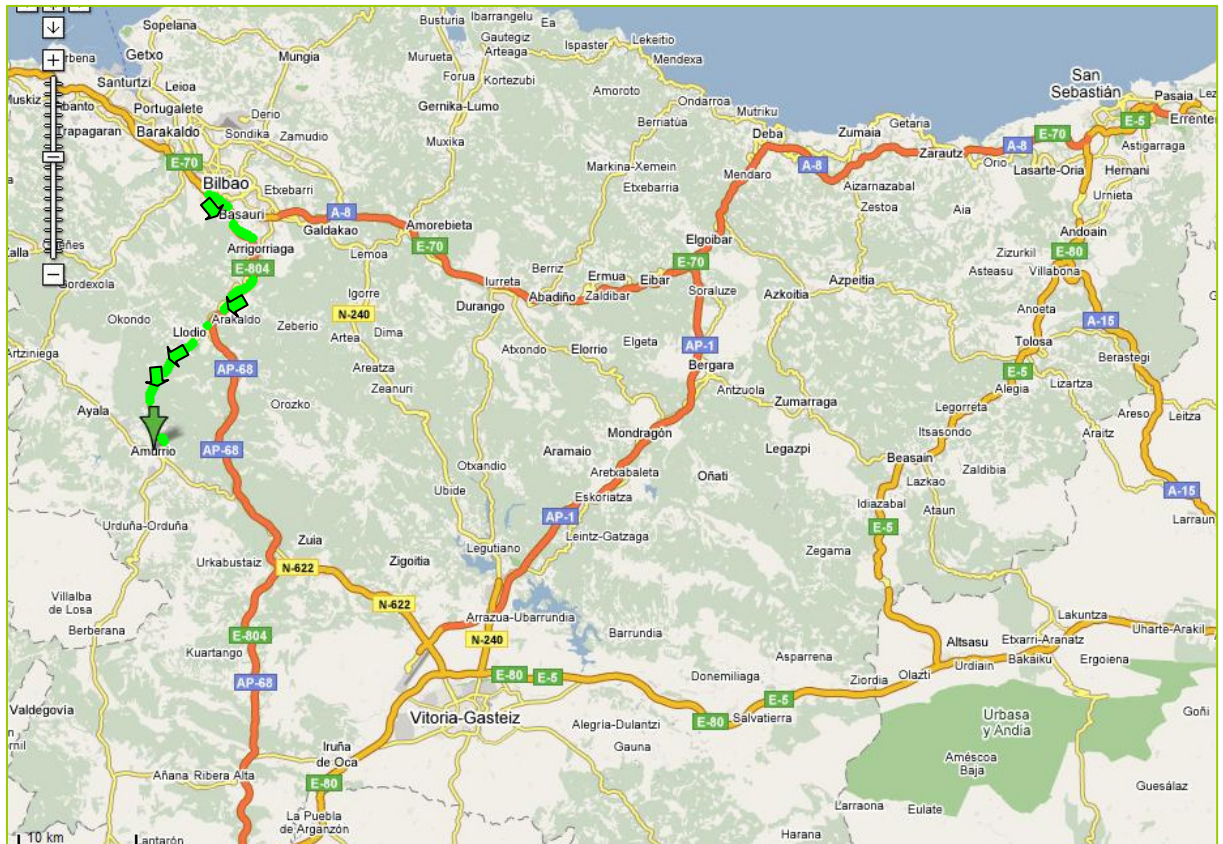 Sopelana
Ibarrangelu
Ea
Busturia
Gautegiz
Arteaga
Getxo
Mungia
Murueta
Ispaster
Lekeitio
Mendexa
Santurtzi
Leioa
Forua
Kortezubi
Muskiz
Abanto
Portugalete
Derio
Gernika-Lumo
Amoroto
Ondarroa
Mutriku
Trapagaran
Barakaldo
Sondika
Zamudio
Muxika
Berriatúa
Deba
Zumaia
Getaria
San
Sebastián
Pasaia
Lez
Errenter
E-5
E-70
A-8
Zarautz
Orio
A-8
Astigarraga
Lasarte-Oria
Hernani
E-70
Bilbao
Etxebarri
Markina-Xemein
Etxebarria
Mendaro
A-8
Aizarnazabal
Zestoa
Aia
Urnieta
Basauri
A-8
Galdakao
Amorebieta
Andoain
Arrigorriaga
Lemoa
E-70
Elgoibar
E-70
Zizurkil
E-80
Villabona
E-804
Iurreta
Berriz
Ermua
Eibar
Asteasu
Sordexola
Igorre
Durango
Abadiño
Zaldibar
Soraluze
Azkoitia
Azpeitia
Anoeta
A-15
Okondo
Arakaldo
Zeberio
N-240
Dima
Llodio
Artea
Atxondo
Elorrio
Elgeta
AP-1
Tolosa
Berastegi
Artziniega
AP-68
Areatza
Bergara
E-5
Alegia
Lizartza
Zeanuri
Antzuola
Zumarraga
Legorreta
Areso
Leitza
Ayala
Orozko
Itsasondo
Araitz
Amurrio
AP-68
Mondragón
Legazpi
Beasain
Zaldibia
Aramaio
Aretxabaleta
Oñati
Lazkao
Otxandio
Ubide
Eskoriatza
Idiazabal
Ataun
A-15
Larraun
Urduña-Orduña
AP-1
E-5
Zuia
Legutiano
Leintz-Gatzaga
Zegama
Urkabustaiz
N-622
Zigoitia
Villalba
de Losa
N-622
Arrazua-Ubarrundia
Lakuntza
Berberana
E-804
N-240
Barrundia
Altsasu
Etxarri-Aranatz
Uharte-Arakil
Kuartango
Asparrena
Urdiain
Bakaiku
Ergoiena
AP-68
E-80
E-5
Donemiliaga
Ziordia
Olazti
Valdegovía
Vitoria-Gasteiz
Alegria-Dulantzi
E-80
Salvatierra
E-5
Urbasa
y Andia
Goñi
Gauna
Iruña
de Oca
Améscoa
Baja
Añana
Ribera Alta
E-80
Guesálaz
La Puebla
de Arganzón
Larraona
Eulate
10 km
Lantarón
Harana